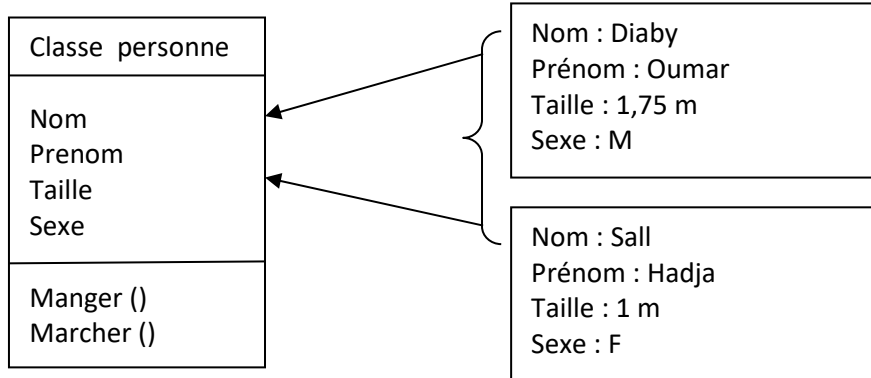 Classe personne
Nom
Prenom
Taille
Sexe
Manger ()
Marcher ()
Nom : Diaby
Prénom : Oumar
Taille : 1,75 m
Sexe : M
Nom : Sall
Prénom : Hadja
Taille : 1 m
Sexe : F